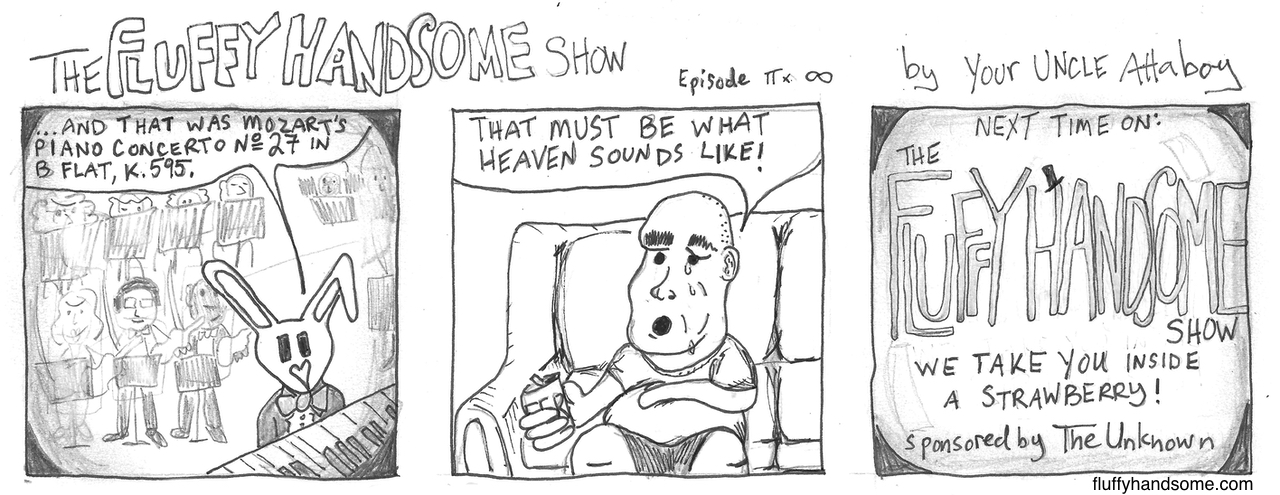 THE FLUFFY HANDSOME SHOW
Episode π × ∞
by Your UNCLE Attaboy
...AND THAT WAS MOZART'S
PIANO CONCERTO Nº 27 IN
B FLAT, K. 595.
THAT MUST BE WHAT
HEAVEN SOUNDS LIKE!
NEXT TIME ON:
THE
FLUFFY HANDSOME
SHOW
WE TAKE YOU INSIDE
A STRAWBERRY!
sponsored by The Unknown
fluffyhandsome.com